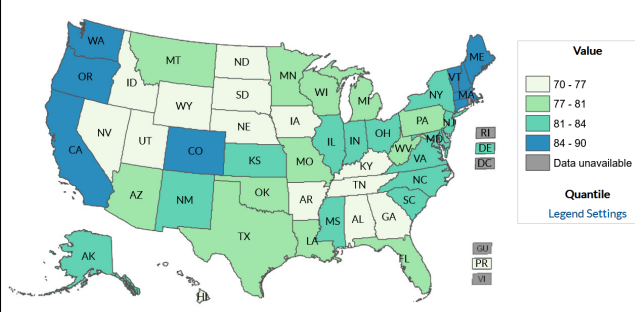 WA
ME
MT
ND
VT
OR
MN
ID
SD
WI
NY
MA
WY
MI
IA
PA
NJ
NE
NV
OH
MD
RI
UT
IL
IN
CA
CO
WV
DE
KS
MO
VA
DC
KY
NC
TN
AZ
OK
NM
AR
SC
MS
AL
GA
TX
LA
AK
FL
GU
PR
VI
HI
Value
70 - 77
77 - 81
81 - 84
84 - 90
Data unavailable
Quantile
Legend Settings